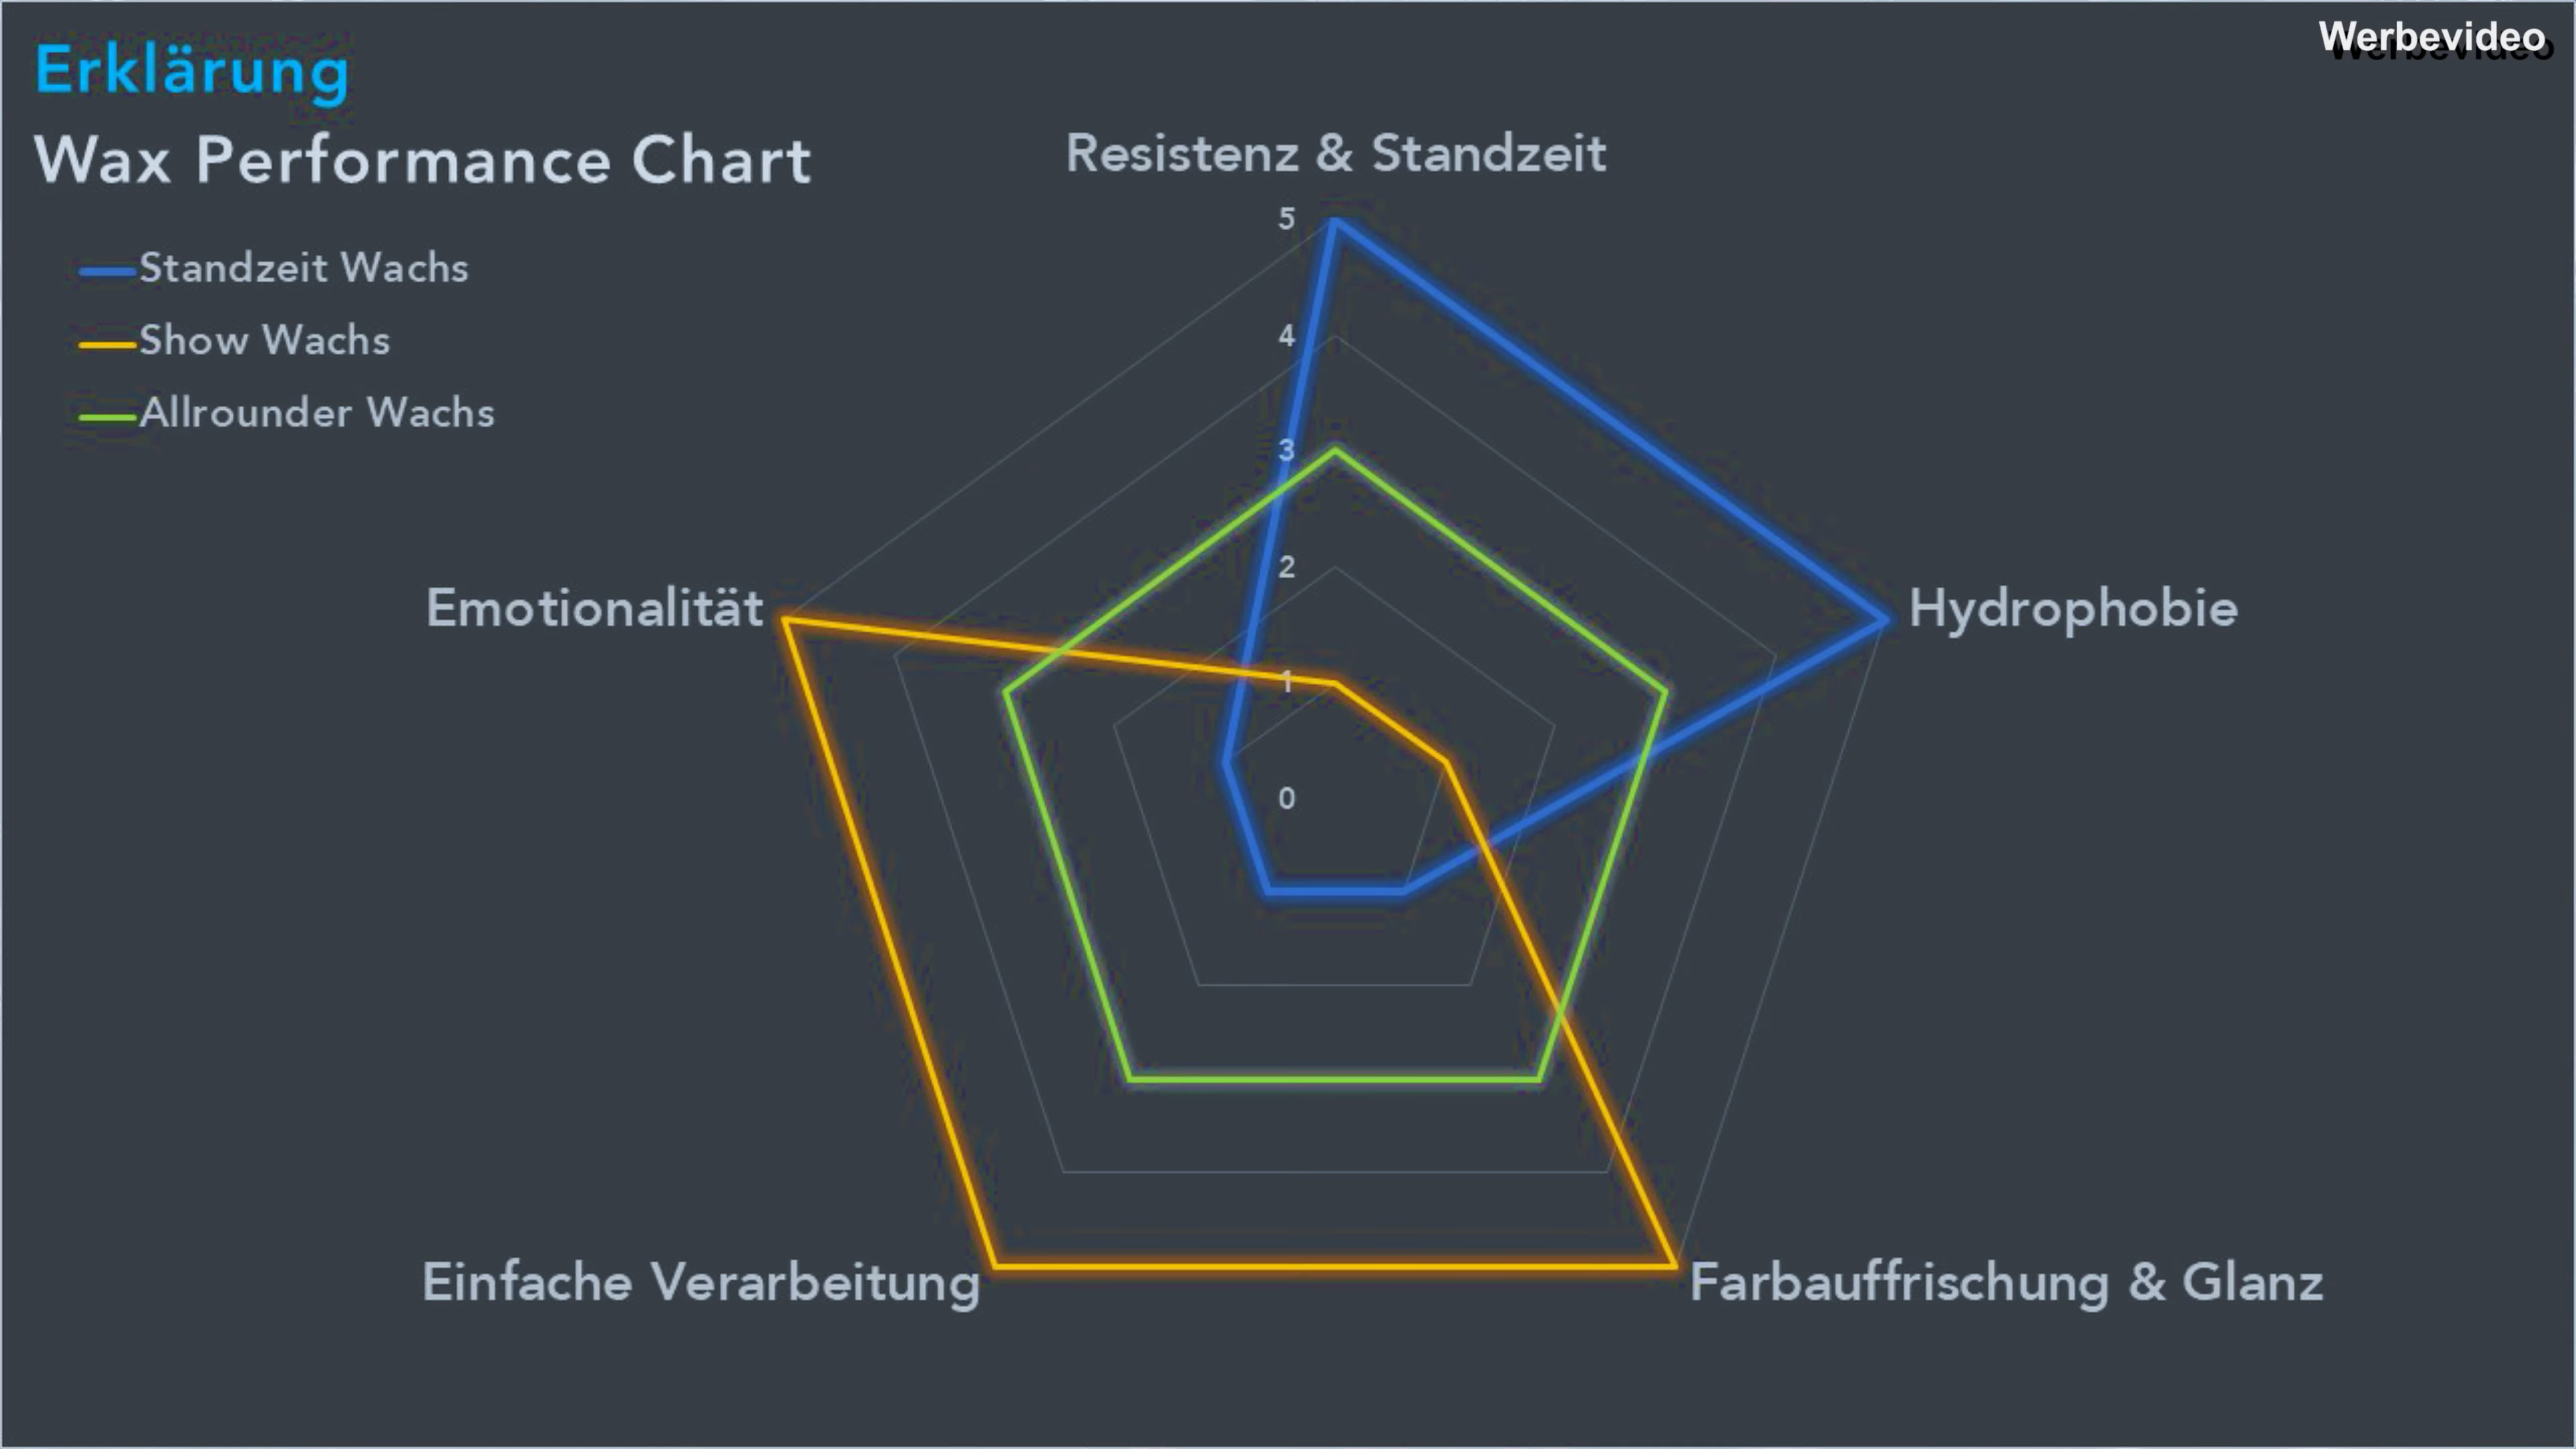 Erklärung
Werbevideo
Wax Performance Chart
Standzeit Wachs
Show Wachs
Allrounder Wachs
Resistenz & Standzeit
5
4
3
2
1
0
Emotionalität
Hydrophobie
Einfache Verarbeitung
Farbauffrischung & Glanz